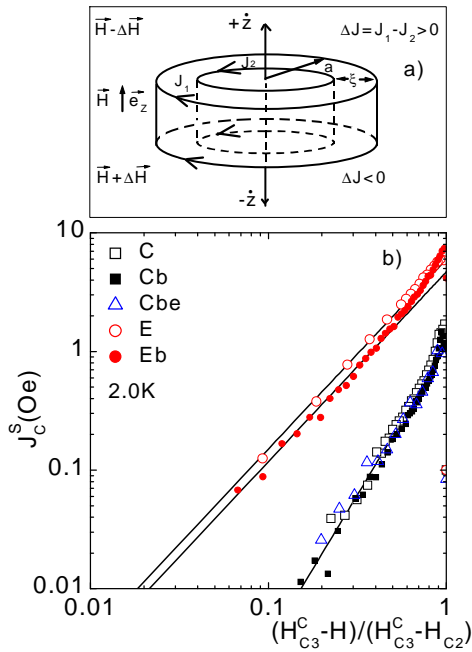 H-ΔH +ż ΔJ=J₁-J₂>0
J₂ a a)
J₁ ξ
H e_Z
H+ΔH ΔJ<0
-ż
10 b)
C
Cb
Cbe
1 E
Eb
2.0K
J_C^S(Oe)
0.1
0.01
0.01 0.1 1
(H_C3^C-H)/(H_C3^C-H_C2)